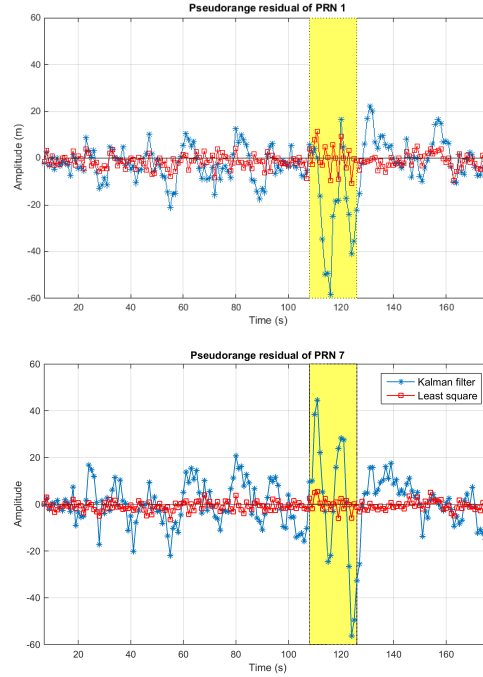 Pseudorange residual of PRN 1
60
40
20
0
-20
-40
-60
Amplitude (m)
20 40 60 80 100 120 140 160
Time (s)
Pseudorange residual of PRN 7
60
40
20
0
-20
-40
-60
Amplitude
Kalman filter
Least square
20 40 60 80 100 120 140 160
Time (s)